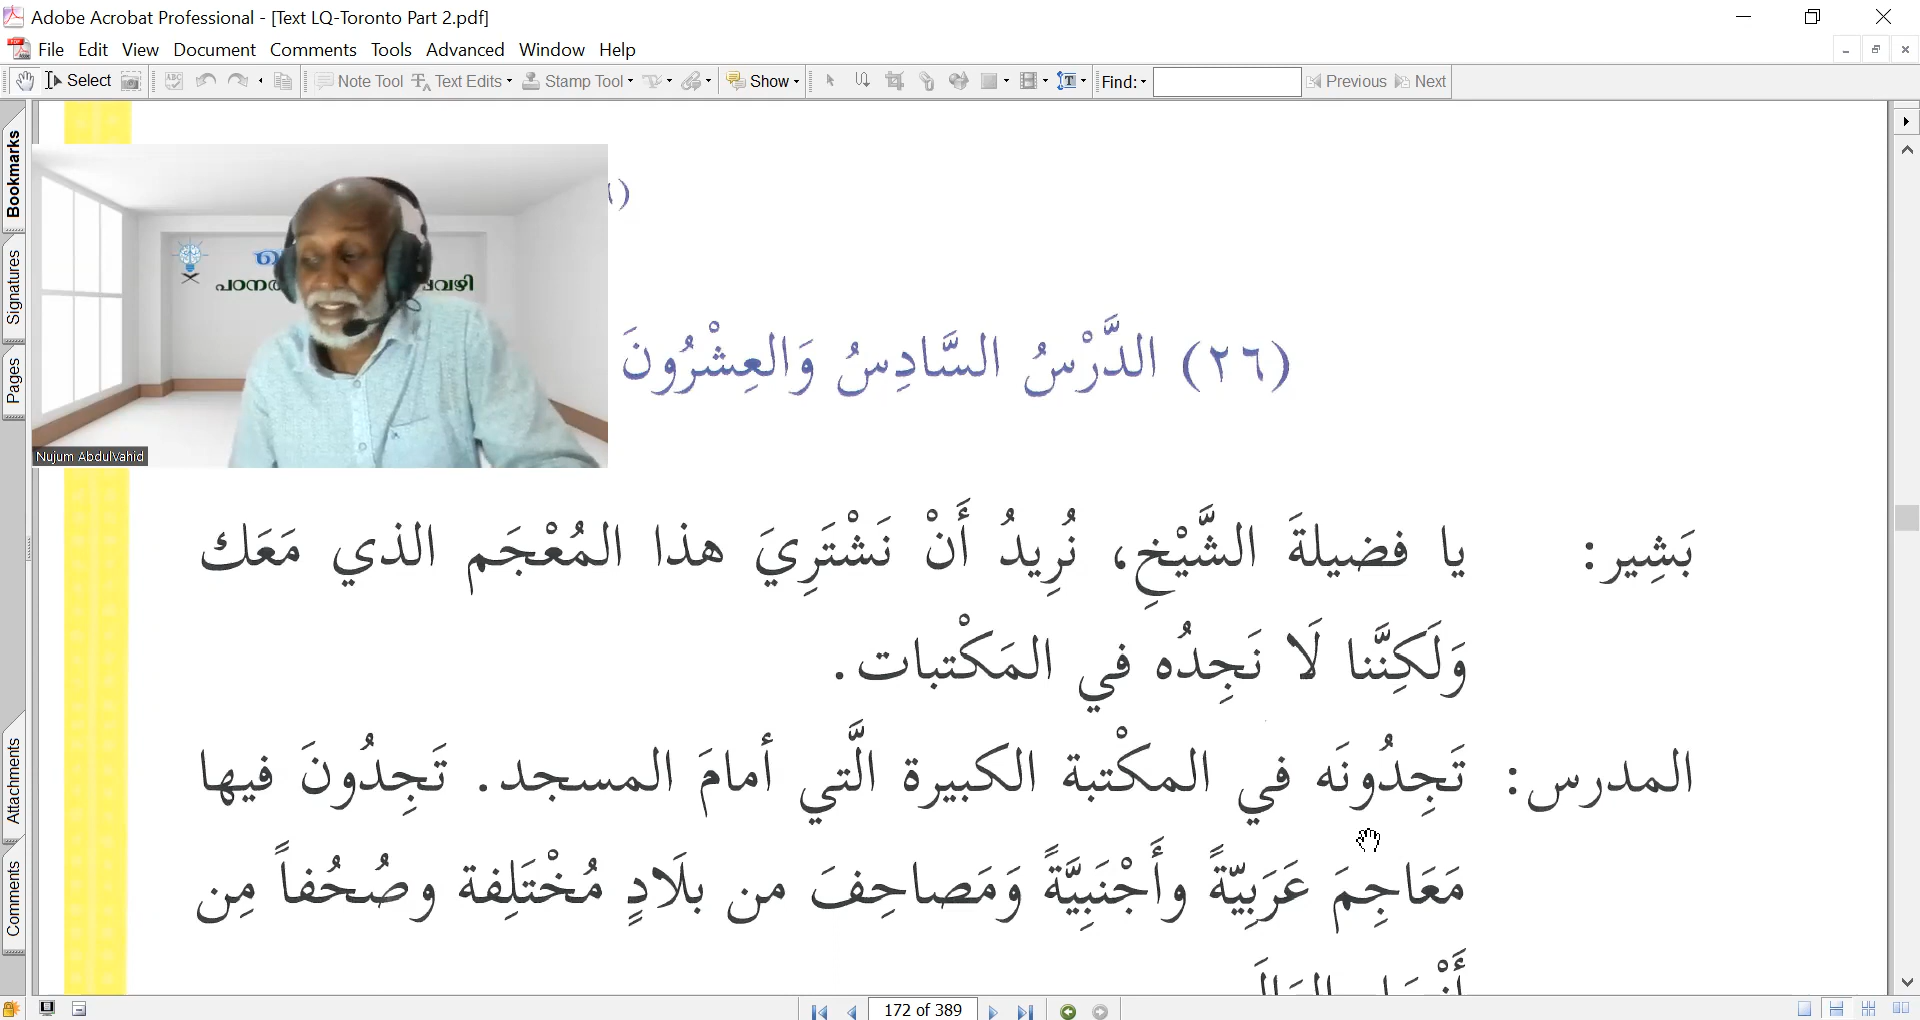 Adobe Acrobat Professional - [Text LQ-Toronto Part 2.pdf]
File Edit View Document Comments Tools Advanced Window Help
Select Note Tool Text Edits Stamp Tool Show Find: Previous Next
Bookmarks
Signatures
Pages
Attachments
Comments
Nujum AbdulVahid
(٢٦) الدَّرْسُ السَّادِسُ وَالعِشْرُونَ
بَشِير: يا فضيلةَ الشَّيْخِ، نُرِيدُ أَنْ نَشْتَرِيَ هذا المُعْجَم الذي مَعَك
وَلَكِنَّنا لَا نَجِدُه في المَكْتبات.
المدرس: تَجِدُونَه في المكْتبة الكبيرة الَّتي أمامَ المسجد. تَجِدُونَ فيها
مَعَاجِمَ عَرَبِيّةً وأَجْنَبِيَّةً وَمَصاحِفَ من بلَادٍ مُخْتَلِفة وصُحُفاً مِن
172 of 389